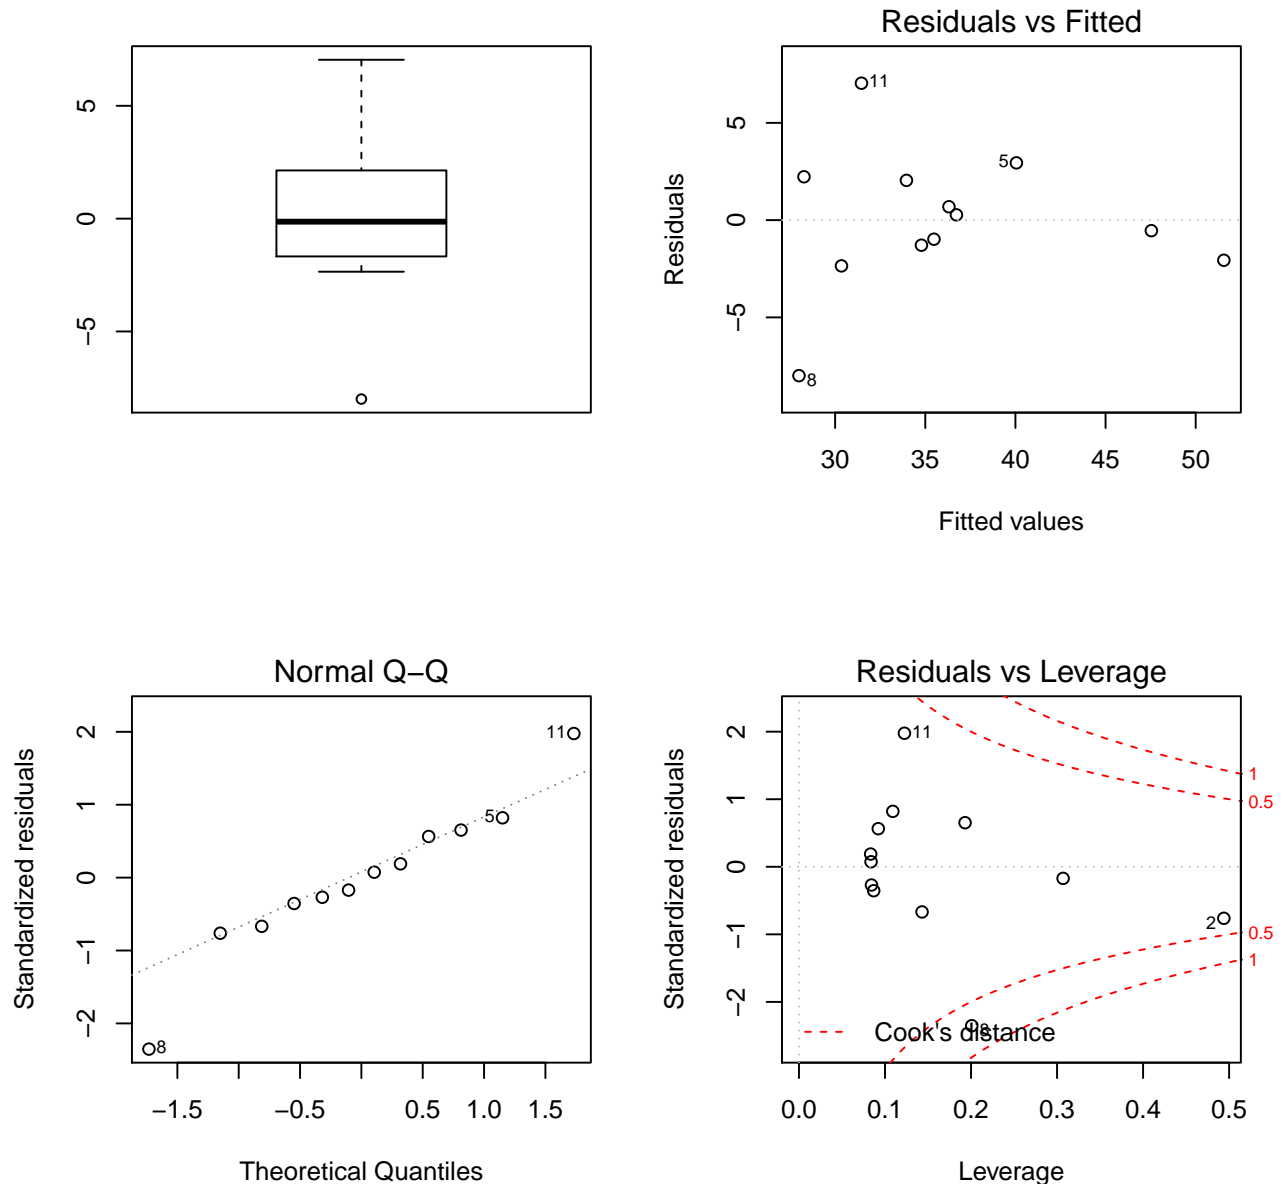 5
0
−5
Residuals vs Fitted
Residuals
5
0
−5
11
5
8
30 35 40 45 50
Fitted values
Normal Q−Q
Standardized residuals
2
1
0
−1
−2
11
5
8
−1.5 −0.5 0.5 1.0 1.5
Theoretical Quantiles
Residuals vs Leverage
Standardized residuals
2
1
0
−1
−2
11
2
8
1
0.5
0.5
1
Cook's distance
0.0 0.1 0.2 0.3 0.4 0.5
Leverage